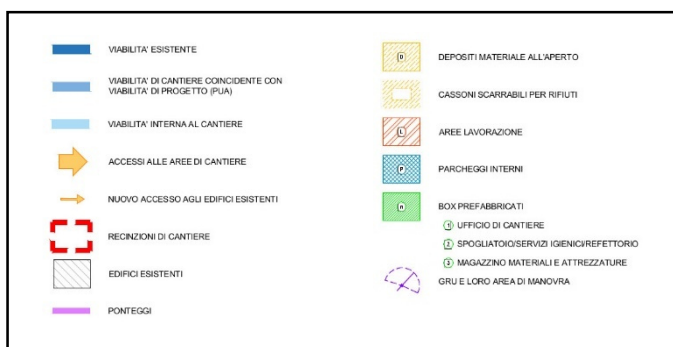 VIABILITA' ESISTENTE
VIABILITA' DI CANTIERE COINCIDENTE CON
VIABILITA' DI PROGETTO (PUA)
VIABILITA' INTERNA AL CANTIERE
ACCESSI ALLE AREE DI CANTIERE
NUOVO ACCESSO AGLI EDIFICI ESISTENTI
RECINZIONI DI CANTIERE
EDIFICI ESISTENTI
PONTEGGI
D DEPOSITI MATERIALE ALL'APERTO
CASSONI SCARRABILI PER RIFIUTI
L AREE LAVORAZIONE
P PARCHEGGI INTERNI
n BOX PREFABBRICATI
1 UFFICIO DI CANTIERE
2 SPOGLIATOIO/SERVIZI IGIENICI/REFETTORIO
3 MAGAZZINO MATERIALI E ATTREZZATURE
GRU E LORO AREA DI MANOVRA